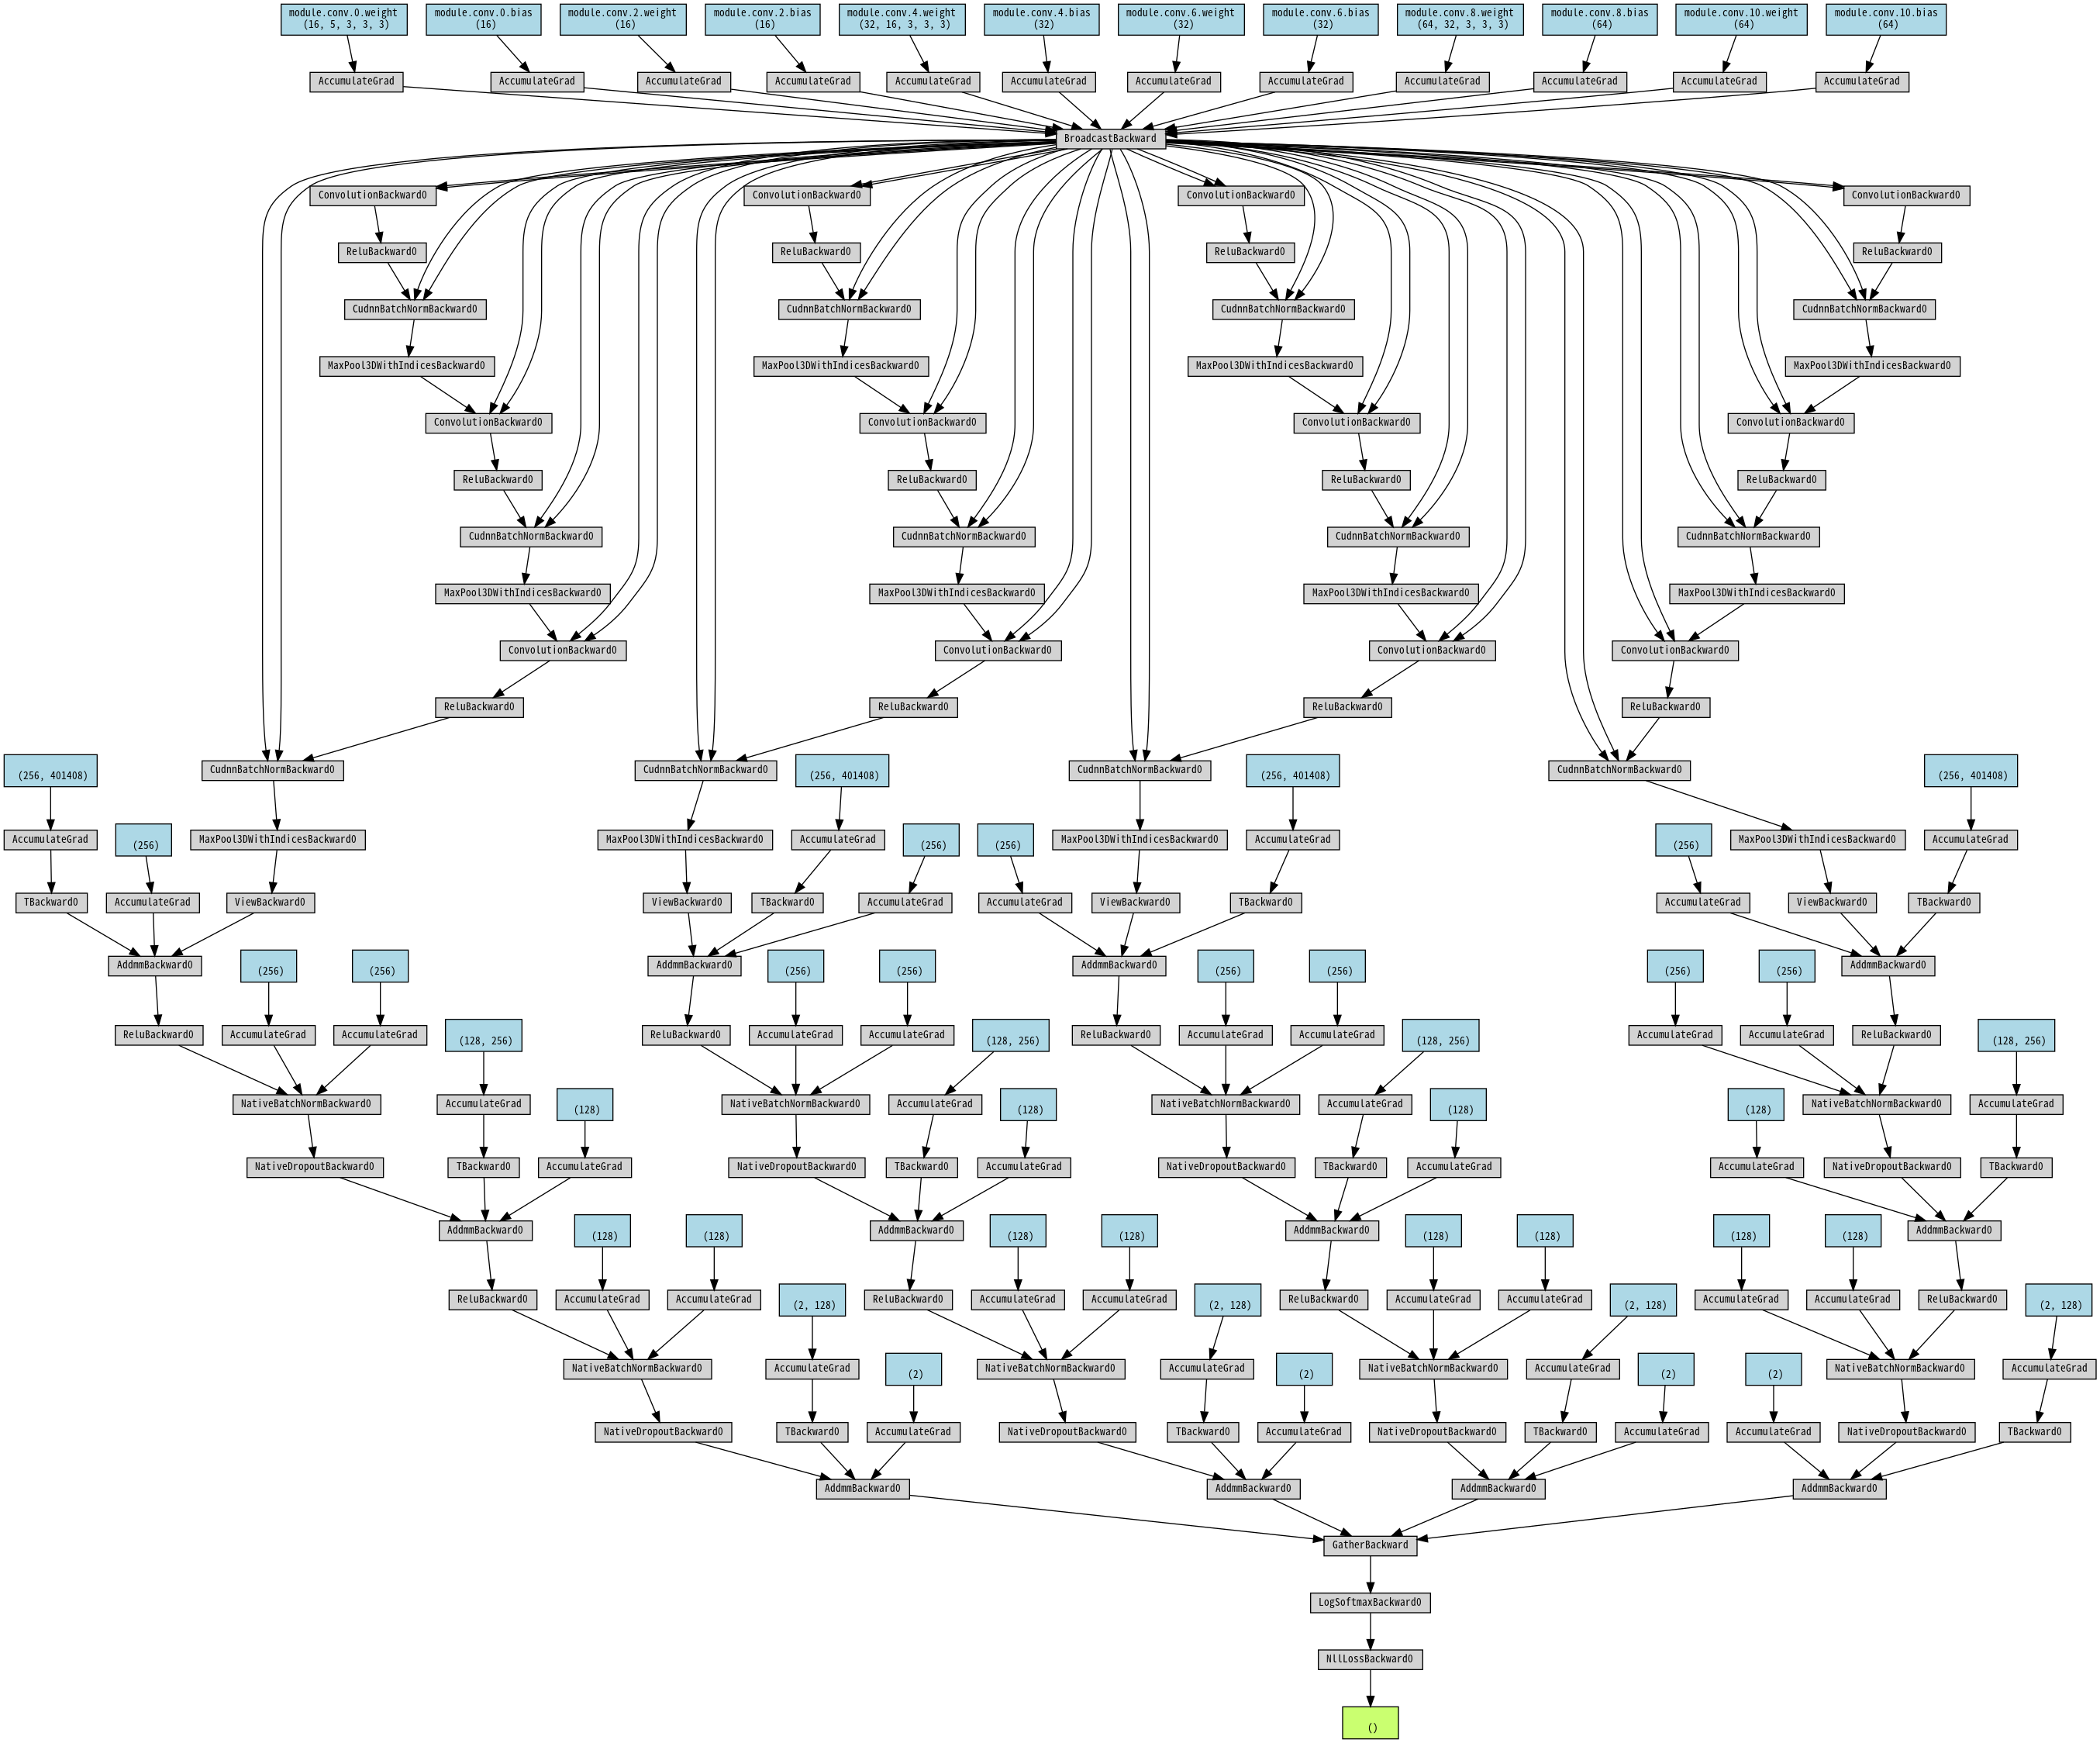 module.conv.0.weight
(16, 5, 3, 3, 3)
module.conv.0.bias
(16)
module.conv.2.weight
(16)
module.conv.2.bias
(16)
module.conv.4.weight
(32, 16, 3, 3, 3)
module.conv.4.bias
(32)
module.conv.6.weight
(32)
module.conv.6.bias
(32)
module.conv.8.weight
(64, 32, 3, 3, 3)
module.conv.8.bias
(64)
module.conv.10.weight
(64)
module.conv.10.bias
(64)
AccumulateGrad
AccumulateGrad
AccumulateGrad
AccumulateGrad
AccumulateGrad
AccumulateGrad
AccumulateGrad
AccumulateGrad
AccumulateGrad
AccumulateGrad
AccumulateGrad
AccumulateGrad
BroadcastBackward
ConvolutionBackward0
ConvolutionBackward0
ConvolutionBackward0
ConvolutionBackward0
ReluBackward0
ReluBackward0
ReluBackward0
ReluBackward0
CudnnBatchNormBackward0
CudnnBatchNormBackward0
CudnnBatchNormBackward0
CudnnBatchNormBackward0
MaxPool3DWithIndicesBackward0
MaxPool3DWithIndicesBackward0
MaxPool3DWithIndicesBackward0
MaxPool3DWithIndicesBackward0
ConvolutionBackward0
ConvolutionBackward0
ConvolutionBackward0
ConvolutionBackward0
ReluBackward0
ReluBackward0
ReluBackward0
ReluBackward0
CudnnBatchNormBackward0
CudnnBatchNormBackward0
CudnnBatchNormBackward0
CudnnBatchNormBackward0
MaxPool3DWithIndicesBackward0
MaxPool3DWithIndicesBackward0
MaxPool3DWithIndicesBackward0
MaxPool3DWithIndicesBackward0
ConvolutionBackward0
ConvolutionBackward0
ConvolutionBackward0
ConvolutionBackward0
ReluBackward0
ReluBackward0
ReluBackward0
ReluBackward0
(256, 401408)
CudnnBatchNormBackward0
CudnnBatchNormBackward0
(256, 401408)
CudnnBatchNormBackward0
(256, 401408)
CudnnBatchNormBackward0
(256, 401408)
AccumulateGrad
(256)
MaxPool3DWithIndicesBackward0
MaxPool3DWithIndicesBackward0
AccumulateGrad
(256)
(256)
MaxPool3DWithIndicesBackward0
AccumulateGrad
(256)
MaxPool3DWithIndicesBackward0
AccumulateGrad
TBackward0
AccumulateGrad
ViewBackward0
ViewBackward0
TBackward0
AccumulateGrad
AccumulateGrad
ViewBackward0
TBackward0
AccumulateGrad
ViewBackward0
TBackward0
AddmmBackward0
(256)
(256)
AddmmBackward0
(256)
(256)
AddmmBackward0
(256)
(256)
(256)
(256)
AddmmBackward0
ReluBackward0
AccumulateGrad
AccumulateGrad
(128, 256)
ReluBackward0
AccumulateGrad
AccumulateGrad
(128, 256)
ReluBackward0
AccumulateGrad
AccumulateGrad
(128, 256)
AccumulateGrad
AccumulateGrad
ReluBackward0
(128, 256)
NativeBatchNormBackward0
AccumulateGrad
(128)
NativeBatchNormBackward0
AccumulateGrad
(128)
NativeBatchNormBackward0
AccumulateGrad
(128)
(128)
NativeBatchNormBackward0
AccumulateGrad
NativeDropoutBackward0
TBackward0
AccumulateGrad
NativeDropoutBackward0
TBackward0
AccumulateGrad
NativeDropoutBackward0
TBackward0
AccumulateGrad
AccumulateGrad
NativeDropoutBackward0
TBackward0
AddmmBackward0
(128)
(128)
AddmmBackward0
(128)
(128)
AddmmBackward0
(128)
(128)
(128)
(128)
AddmmBackward0
ReluBackward0
AccumulateGrad
AccumulateGrad
(2, 128)
ReluBackward0
AccumulateGrad
AccumulateGrad
(2, 128)
ReluBackward0
AccumulateGrad
AccumulateGrad
(2, 128)
AccumulateGrad
AccumulateGrad
ReluBackward0
(2, 128)
NativeBatchNormBackward0
AccumulateGrad
(2)
NativeBatchNormBackward0
AccumulateGrad
(2)
NativeBatchNormBackward0
AccumulateGrad
(2)
(2)
NativeBatchNormBackward0
AccumulateGrad
NativeDropoutBackward0
TBackward0
AccumulateGrad
NativeDropoutBackward0
TBackward0
AccumulateGrad
NativeDropoutBackward0
TBackward0
AccumulateGrad
AccumulateGrad
NativeDropoutBackward0
TBackward0
AddmmBackward0
AddmmBackward0
AddmmBackward0
AddmmBackward0
GatherBackward
LogSoftmaxBackward0
NllLossBackward0
()